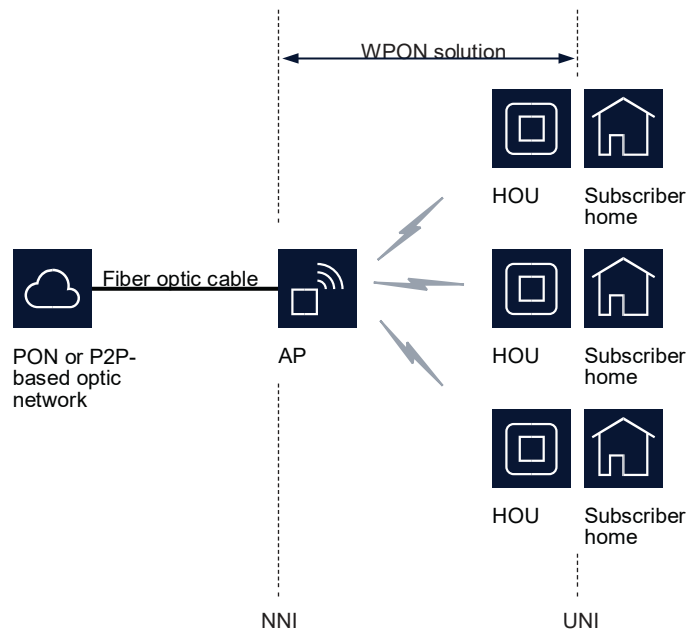 WPON solution
HOU
Subscriber
home
Fiber optic cable
PON or P2P-
based optic
network
AP
HOU
Subscriber
home
HOU
Subscriber
home
NNI
UNI